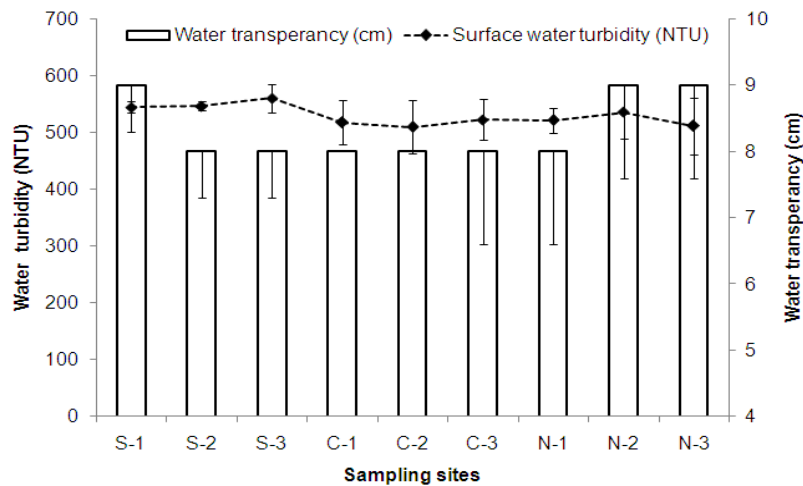 Water transperancy (cm)
Surface water turbidity (NTU)
700
600
500
400
300
200
100
0
Water turbidity (NTU)
10
9
8
7
6
5
4
Water transperancy (cm)
S-1 S-2 S-3 C-1 C-2 C-3 N-1 N-2 N-3
Sampling sites